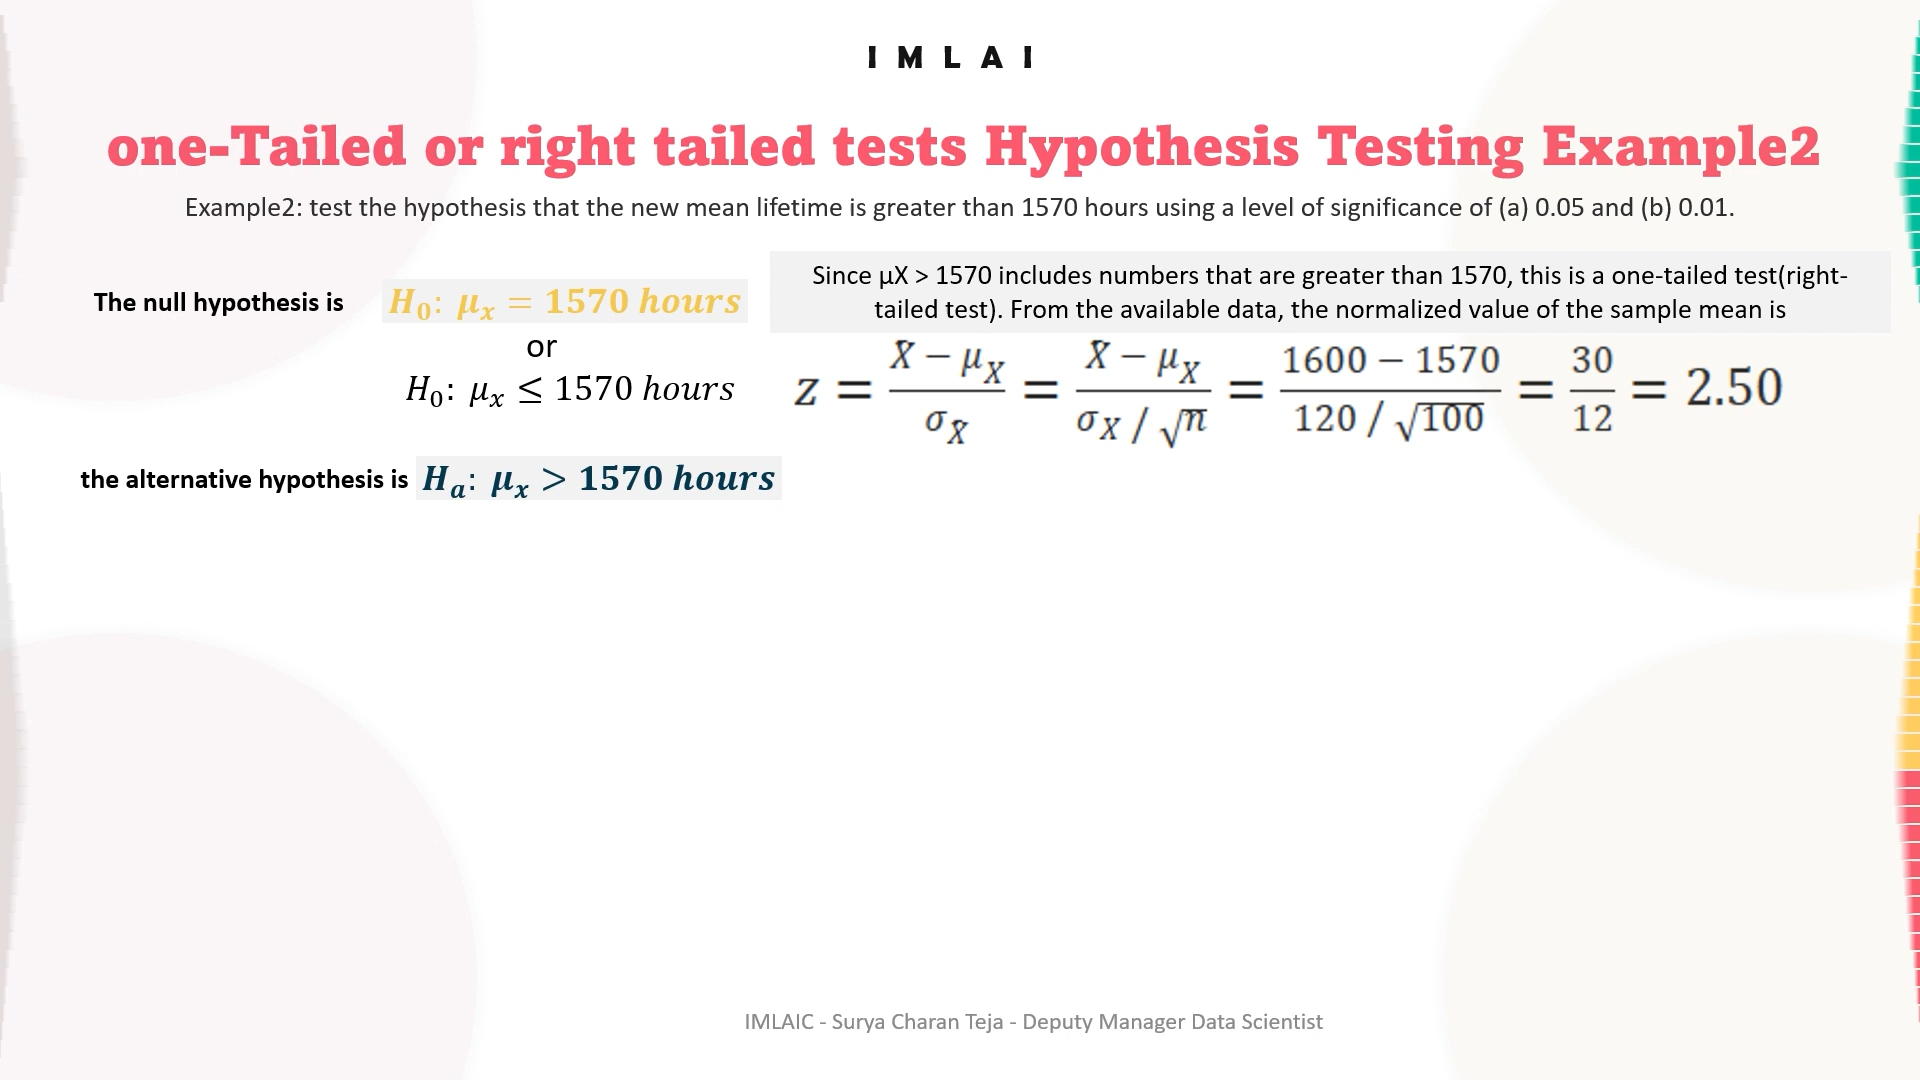 IMLAI
one-Tailed or right tailed tests Hypothesis Testing Example2
Example2: test the hypothesis that the new mean lifetime is greater than 1570 hours using a level of significance of (a) 0.05 and (b) 0.01.
The null hypothesis is H₀: μₓ = 1570 hours
or
H₀: μₓ ≤ 1570 hours
the alternative hypothesis is Hₐ: μₓ > 1570 hours
Since μX > 1570 includes numbers that are greater than 1570, this is a one-tailed test(right-
tailed test). From the available data, the normalized value of the sample mean is
z = (X̄ − μ_X) / σ_X̄ = (X̄ − μ_X) / (σ_X / √n) = (1600 − 1570) / (120 / √100) = 30/12 = 2.50
IMLAIC - Surya Charan Teja - Deputy Manager Data Scientist